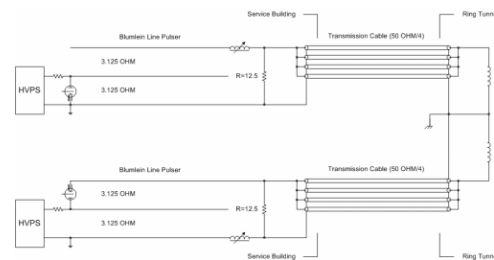 Service Building
Ring Tunn
Blumlein Line Pulser
Transmission Cable (50 OHM/4)
3.125 OHM
HVPS
R=12.5
3.125 OHM
Blumlein Line Pulser
Transmission Cable (50 OHM/4)
3.125 OHM
R=12.5
HVPS
3.125 OHM
Service Building
Ring Tunn